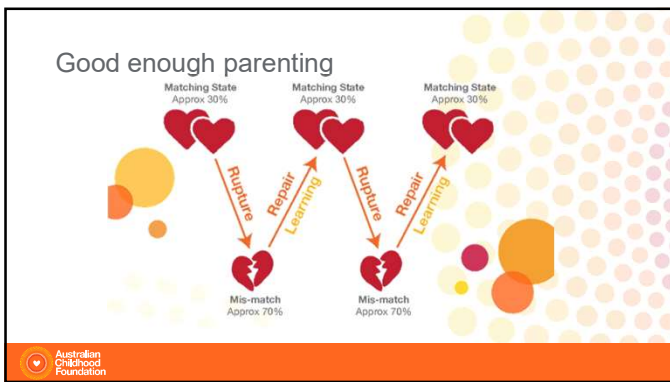 Good enough parenting
Matching State
Approx 30%
Matching State
Approx 30%
Matching State
Approx 30%
Rupture
Repair
Learning
Rupture
Repair
Learning
Mis-match
Approx 70%
Mis-match
Approx 70%
Australian
Childhood
Foundation